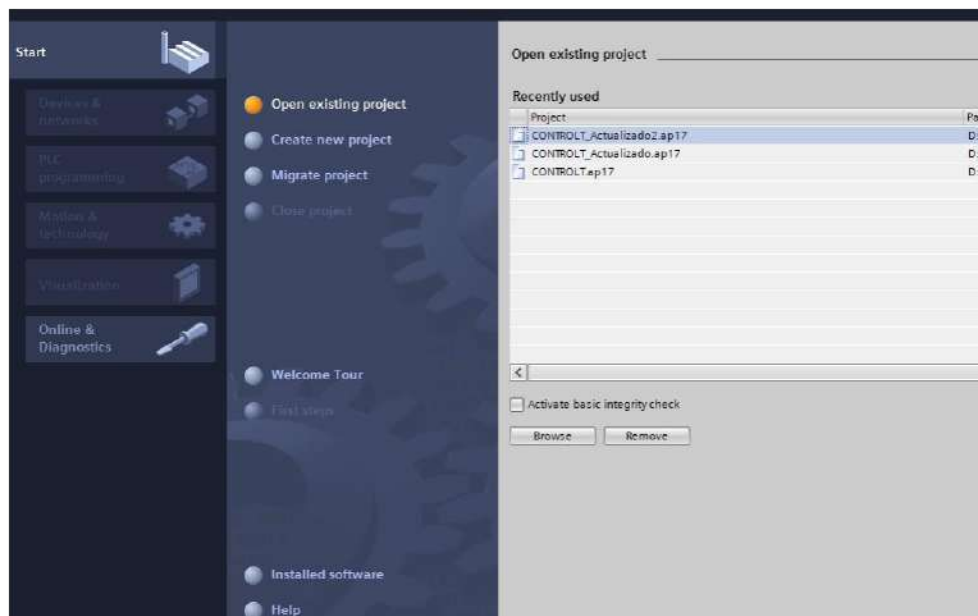 Start
Devices &
networks
PLC
programming
Motion &
technology
Visualization
Online &
Diagnostics
Open existing project
Create new project
Migrate project
Close project
Welcome Tour
First steps
Installed software
Help
Open existing project
Recently used
Project
Pa
CONTROLT_Actualizado2.ap17
D:
CONTROLT_Actualizado.ap17
D:
CONTROLT.ap17
D:
Activate basic integrity check
Browse
Remove